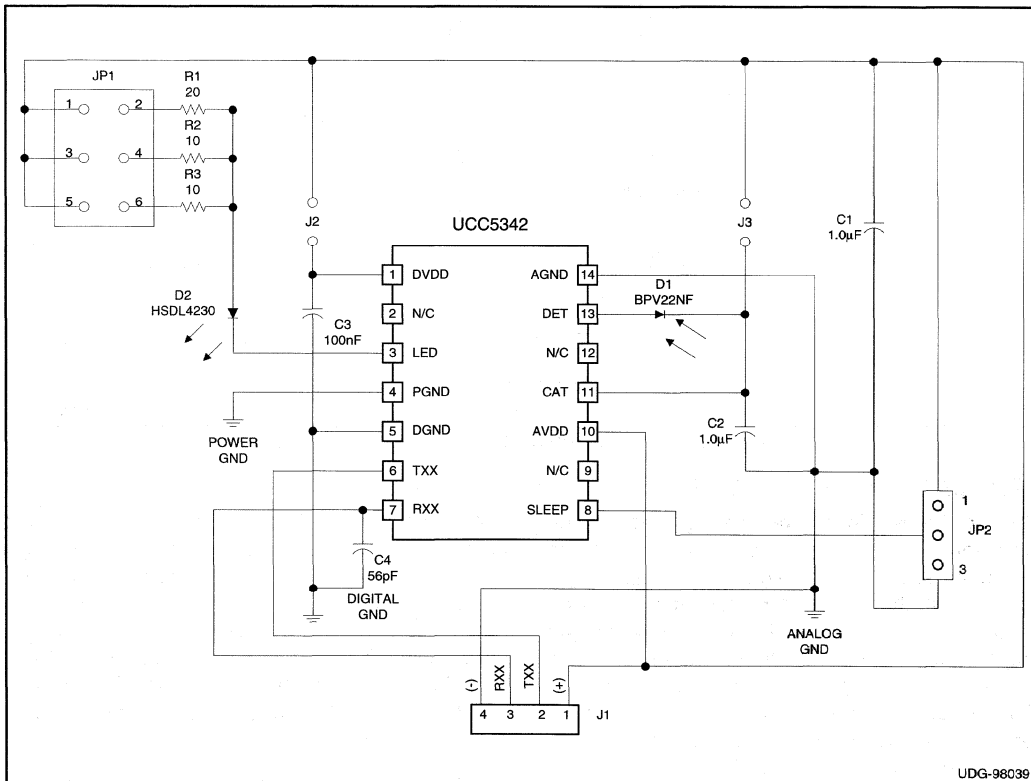 JP1
1
2
R1
20
R2
10
3
4
R3
10
5
6
J2
UCC5342
J3
C1
1.0µF
D2
HSDL4230
C3
100nF
1 DVDD
2 N/C
3 LED
4 PGND
5 DGND
6 TXX
7 RXX
AGND 14
DET 13
N/C 12
CAT 11
AVDD 10
N/C 9
SLEEP 8
D1
BPV22NF
C2
1.0µF
POWER
GND
1
JP2
3
C4
56pF
DIGITAL
GND
ANALOG
GND
(-)
RXX
TXX
(+)
4 3 2 1
J1
UDG-98039